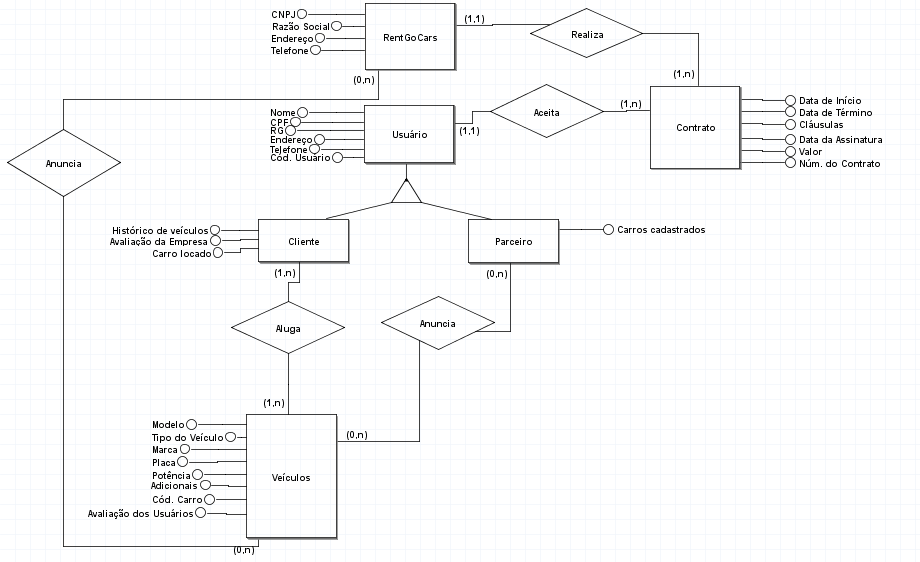 CNPJ
Razão Social
Endereço
Telefone
RentGoCars
(1,1)
Realiza
(0,n)
(1,n)
Nome
CPF
RG
Endereço
Telefone
Cód. Usuário
Usuário
(1,1)
Aceita
(1,n)
Contrato
Data de Início
Data de Término
Cláusulas
Data da Assinatura
Valor
Núm. do Contrato
Anuncia
Histórico de veículos
Avaliação da Empresa
Carro locado
Cliente
Parceiro
Carros cadastrados
(1,n)
(0,n)
Aluga
Anuncia
(1,n)
(0,n)
Modelo
Tipo do Veículo
Marca
Placa
Potência
Adicionais
Cód. Carro
Avaliação dos Usuários
Veículos
(0,n)